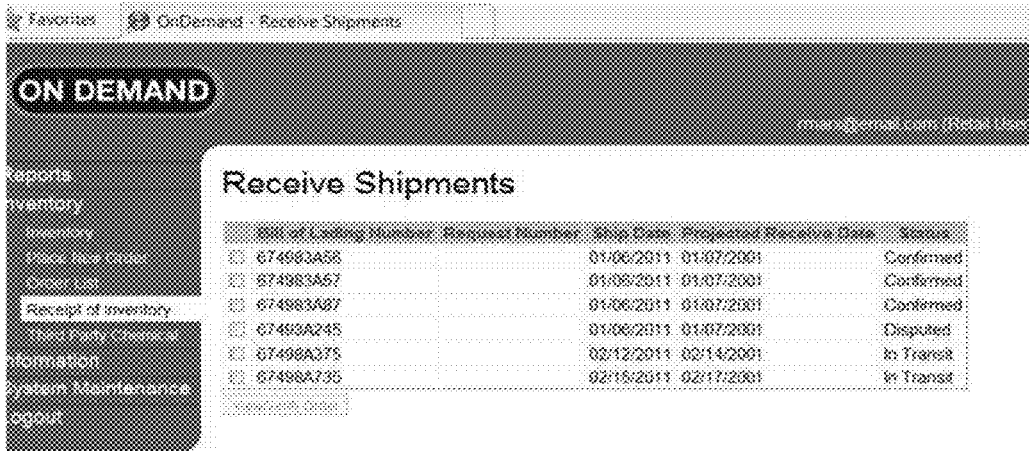 Favorites OnDemand - Receive Shipments
ON DEMAND
Reports
Inventory
Inventory
Order List
Receipt of Inventory
Information
System Maintenance
Logout
Receive Shipments
Bill of Lading Number Request Number Ship Date Projected Receive Date Status
674983A56 01/06/2011 01/07/2001 Confirmed
674983A57 01/06/2011 01/07/2001 Confirmed
674983A87 01/06/2011 01/07/2001 Confirmed
67493A245 01/06/2011 01/07/2001 Disputed
67498A375 02/12/2011 02/14/2001 In Transit
67498A735 02/15/2011 02/17/2001 In Transit